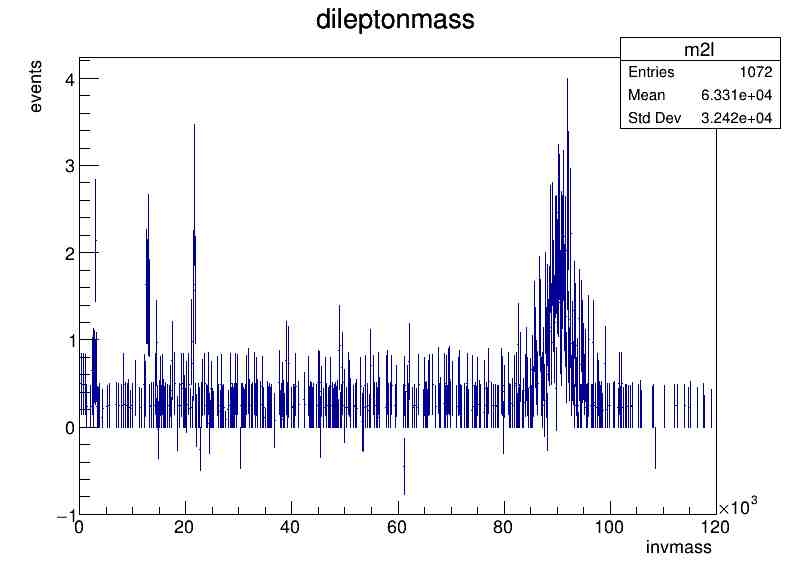 dileptonmass
m2l
Entries 1072
Mean 6.331e+04
Std Dev 3.242e+04
events
4
3
2
1
0
−1
0 20 40 60 80 100 120
×10³
invmass